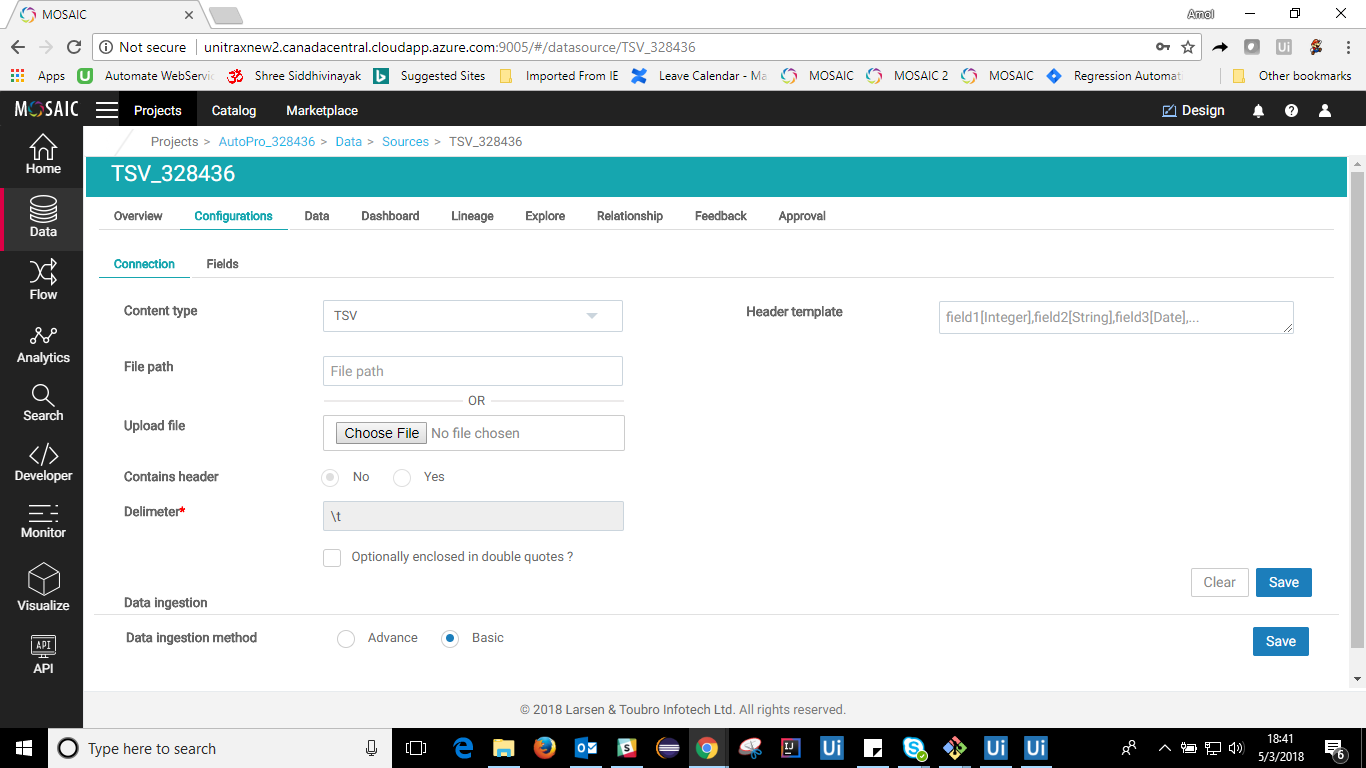 MOSAIC
Amol
Not secure unitraxnew2.canadacentral.cloudapp.azure.com:9005/#/datasource/TSV_328436
Apps Automate WebServic Shree Siddhivinayak Suggested Sites Imported From IE Leave Calendar - Ma MOSAIC MOSAIC 2 MOSAIC Regression Automat Other bookmarks
MOSAIC Projects Catalog Marketplace Design
Projects > AutoPro_328436 > Data > Sources > TSV_328436
Home
Data
Flow
Analytics
Search
Developer
Monitor
Visualize
API
API
TSV_328436
Overview Configurations Data Dashboard Lineage Explore Relationship Feedback Approval
Connection Fields
Content type TSV Header template field1[Integer],field2[String],field3[Date],...
File path File path
OR
Upload file Choose File No file chosen
Contains header No Yes
Delimeter* \t
Optionally enclosed in double quotes ?
Clear Save
Data ingestion
Data ingestion method Advance Basic Save
© 2018 Larsen & Toubro Infotech Ltd. All rights reserved.
Type here to search
18:41
5/3/2018
6